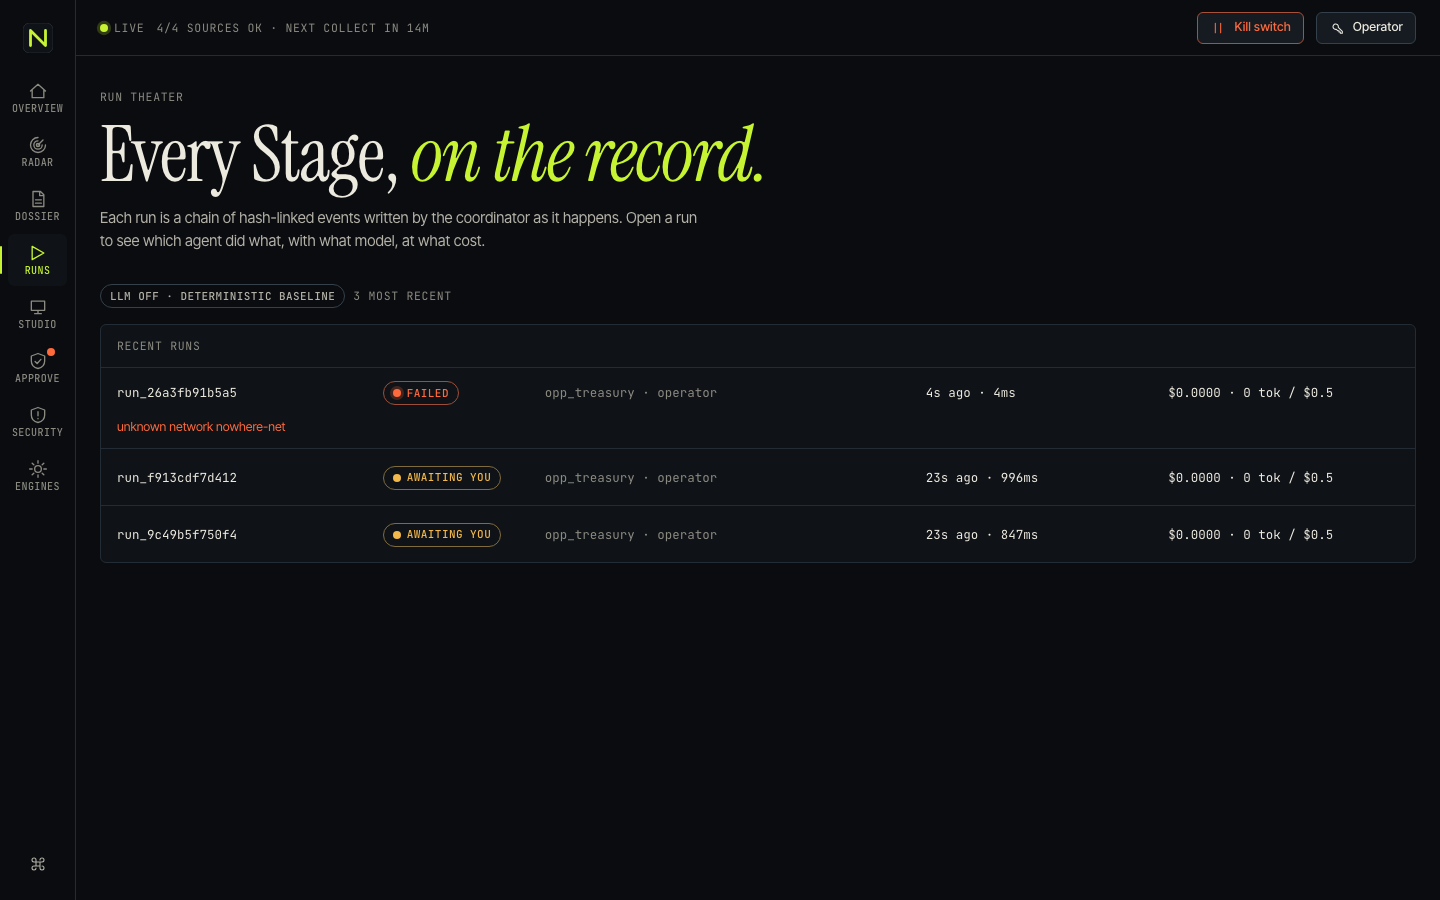 N
LIVE 4/4 SOURCES OK · NEXT COLLECT IN 14M
Kill switch
Operator
OVERVIEW
RADAR
DOSSIER
RUNS
STUDIO
APPROVE
SECURITY
ENGINES
RUN THEATER
Every Stage, on the record.
Each run is a chain of hash-linked events written by the coordinator as it happens. Open a run
to see which agent did what, with what model, at what cost.
LLM OFF · DETERMINISTIC BASELINE 3 MOST RECENT
RECENT RUNS
run_26a3fb91b5a5 FAILED opp_treasury · operator 4s ago · 4ms $0.0000 · 0 tok / $0.5
unknown network nowhere-net
run_f913cdf7d412 AWAITING YOU opp_treasury · operator 23s ago · 996ms $0.0000 · 0 tok / $0.5
run_9c49b5f750f4 AWAITING YOU opp_treasury · operator 23s ago · 847ms $0.0000 · 0 tok / $0.5
⌘